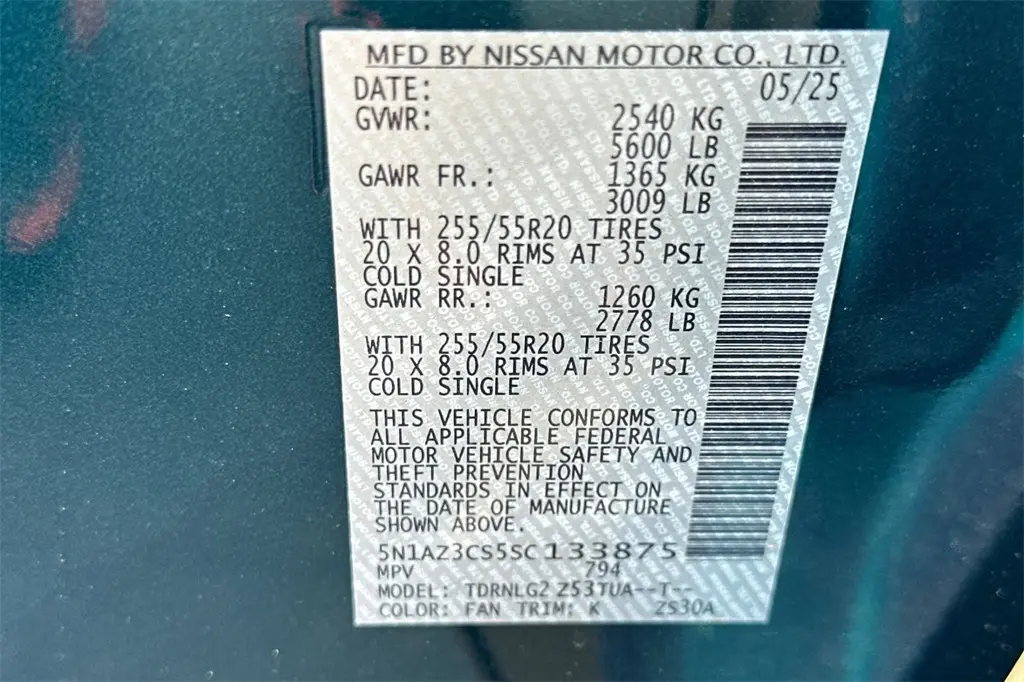 MFD BY NISSAN MOTOR CO., LTD.
DATE: 05/25
GVWR: 2540 KG
5600 LB
GAWR FR.: 1365 KG
3009 LB
WITH 255/55R20 TIRES
20 X 8.0 RIMS AT 35 PSI
COLD SINGLE
GAWR RR.: 1260 KG
2778 LB
WITH 255/55R20 TIRES
20 X 8.0 RIMS AT 35 PSI
COLD SINGLE
THIS VEHICLE CONFORMS TO
ALL APPLICABLE FEDERAL
MOTOR VEHICLE SAFETY AND
THEFT PREVENTION
STANDARDS IN EFFECT ON
THE DATE OF MANUFACTURE
SHOWN ABOVE.
5N1AZ3CS5SC133875
MPV 794
MODEL: TDRNLG2 Z53TUA--T--
COLOR: FAN TRIM: K ZS30A